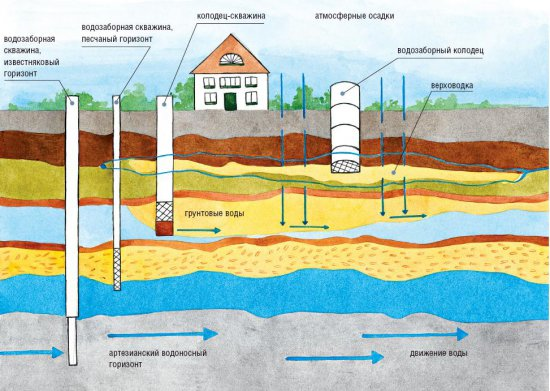 водозаборная
скважина,
известняковый
горизонт
водозаборная скважина,
песчаный горизонт
колодец-скважина
атмосферные осадки
водозаборный колодец
верховодка
грунтовые воды
артезианский водоносный
горизонт
движение воды